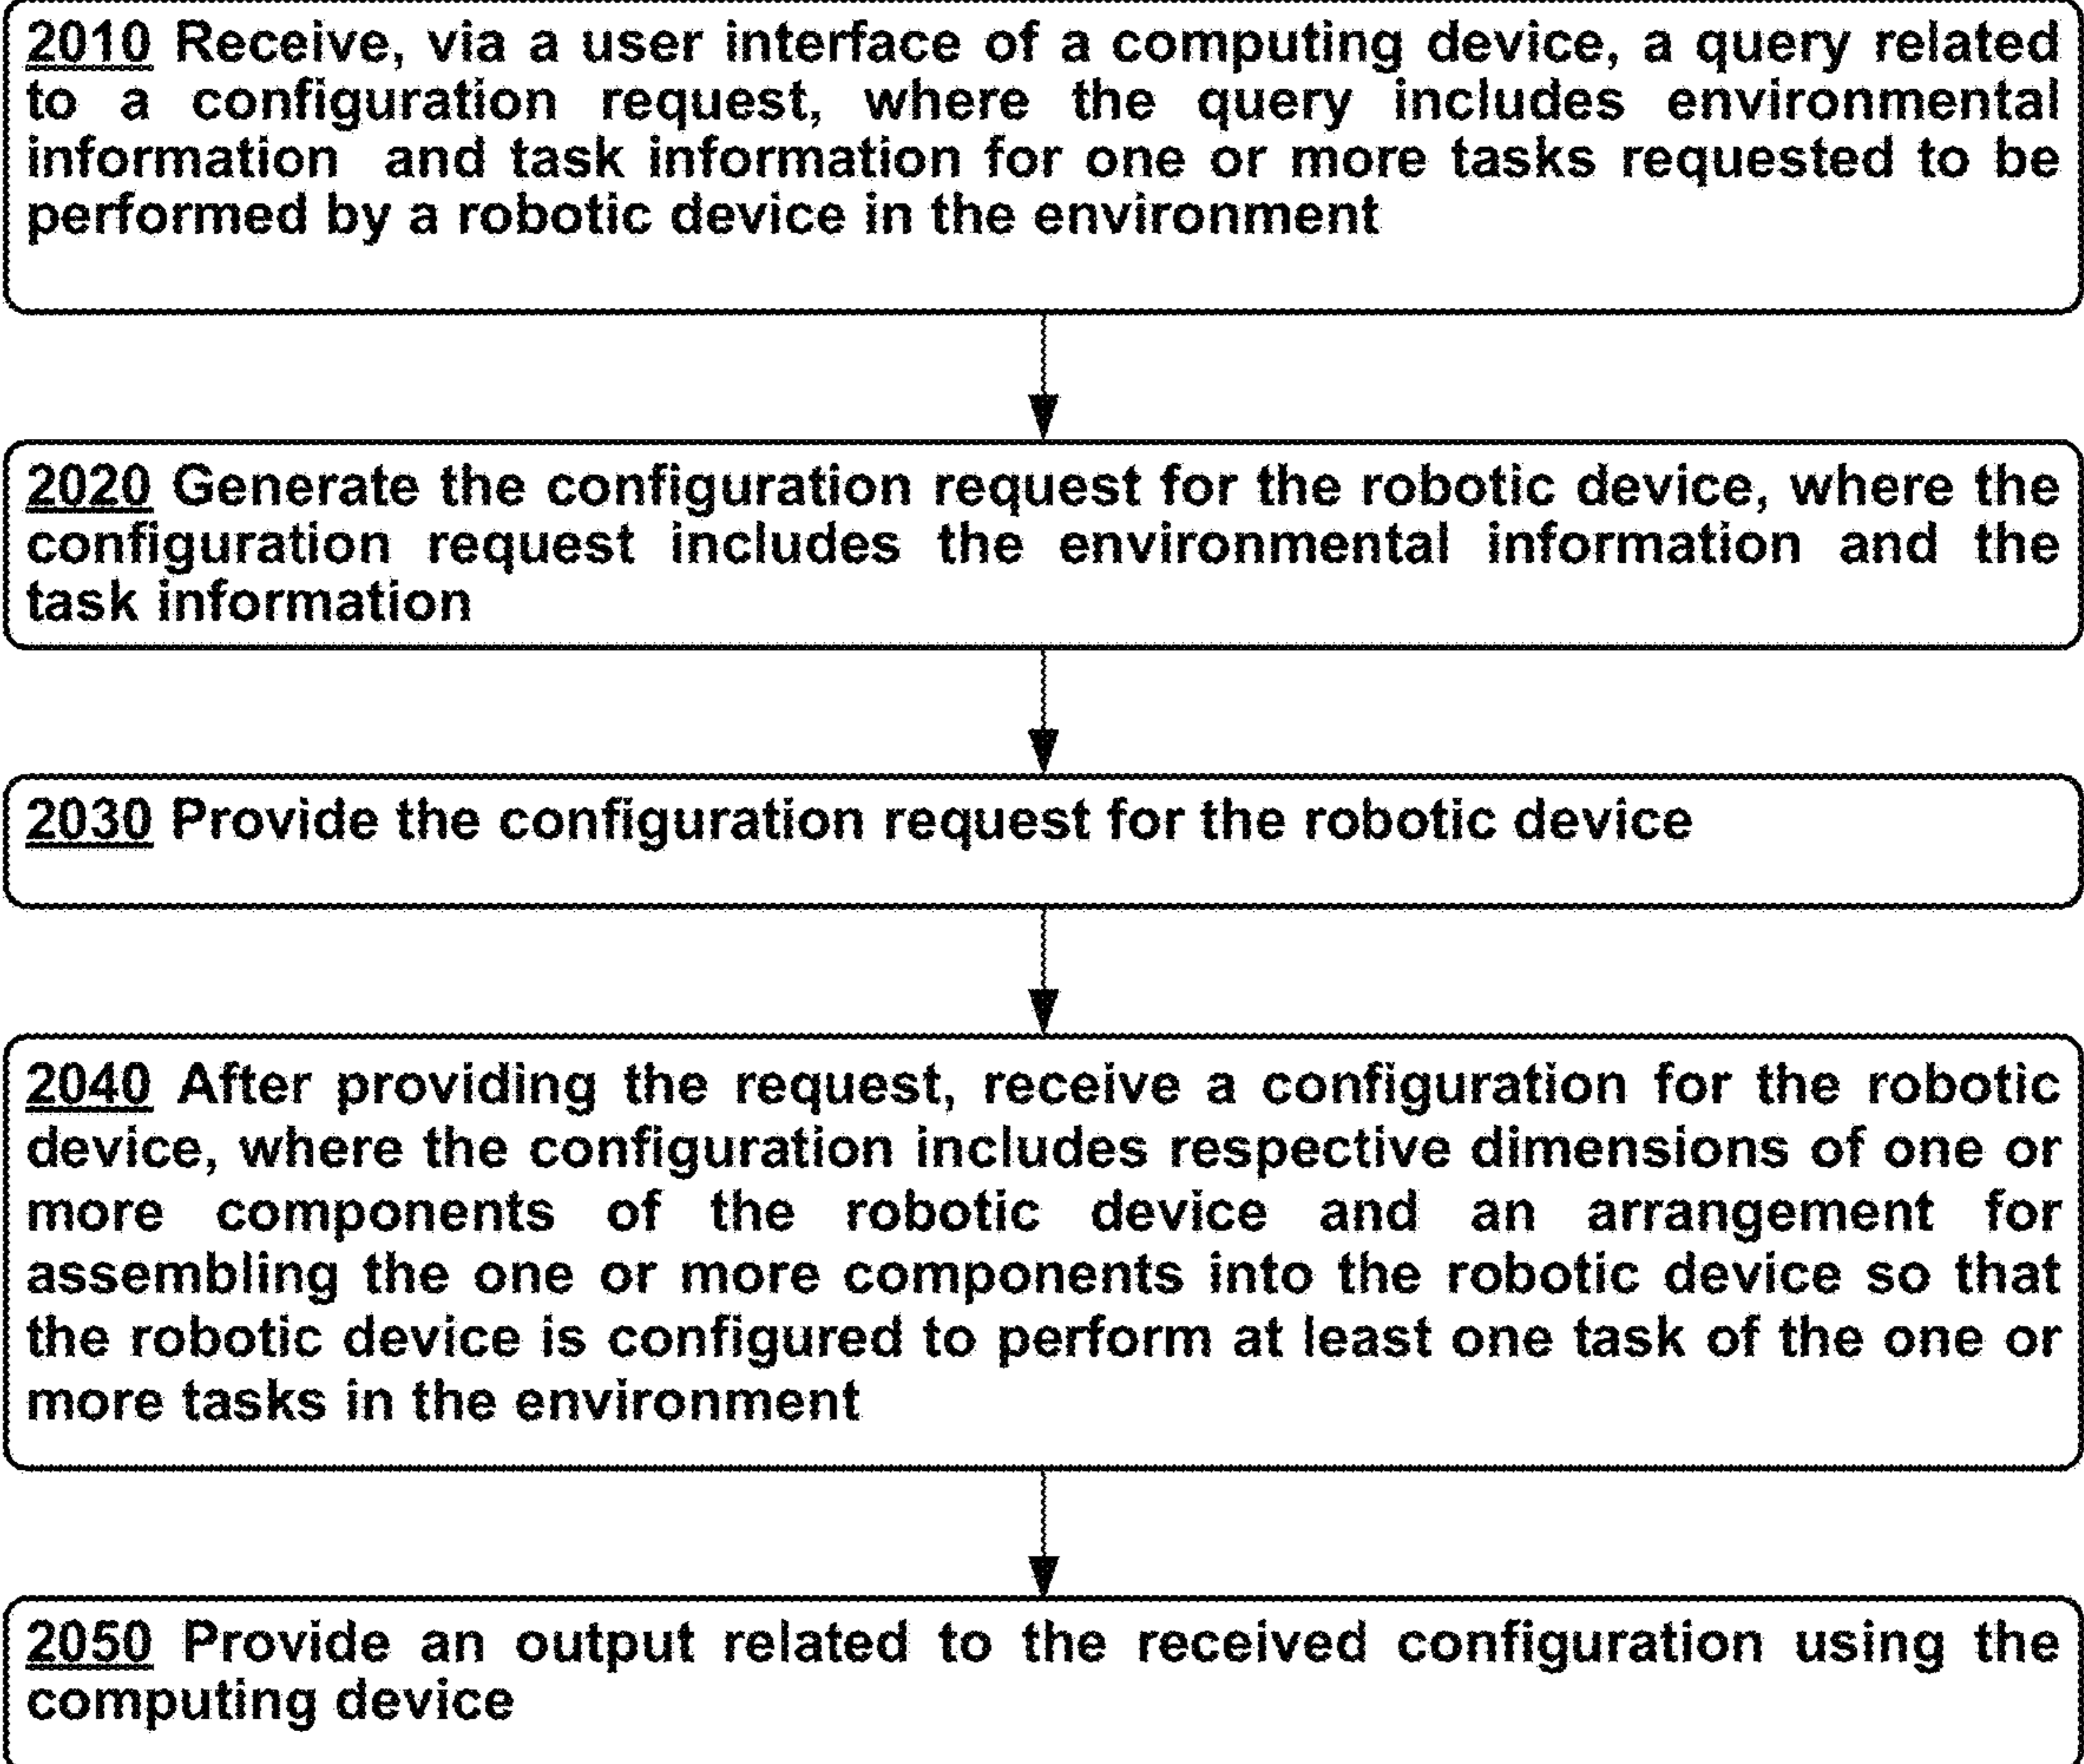 2010 Receive, via a user interface of a computing device, a query related
to a configuration request, where the query includes environmental
information and task information for one or more tasks requested to be
performed by a robotic device in the environment
2020 Generate the configuration request for the robotic device, where the
configuration request includes the environmental information and the
task information
2030 Provide the configuration request for the robotic device
2040 After providing the request, receive a configuration for the robotic
device, where the configuration includes respective dimensions of one or
more components of the robotic device and an arrangement for
assembling the one or more components into the robotic device so that
the robotic device is configured to perform at least one task of the one or
more tasks in the environment
2050 Provide an output related to the received configuration using the
computing device